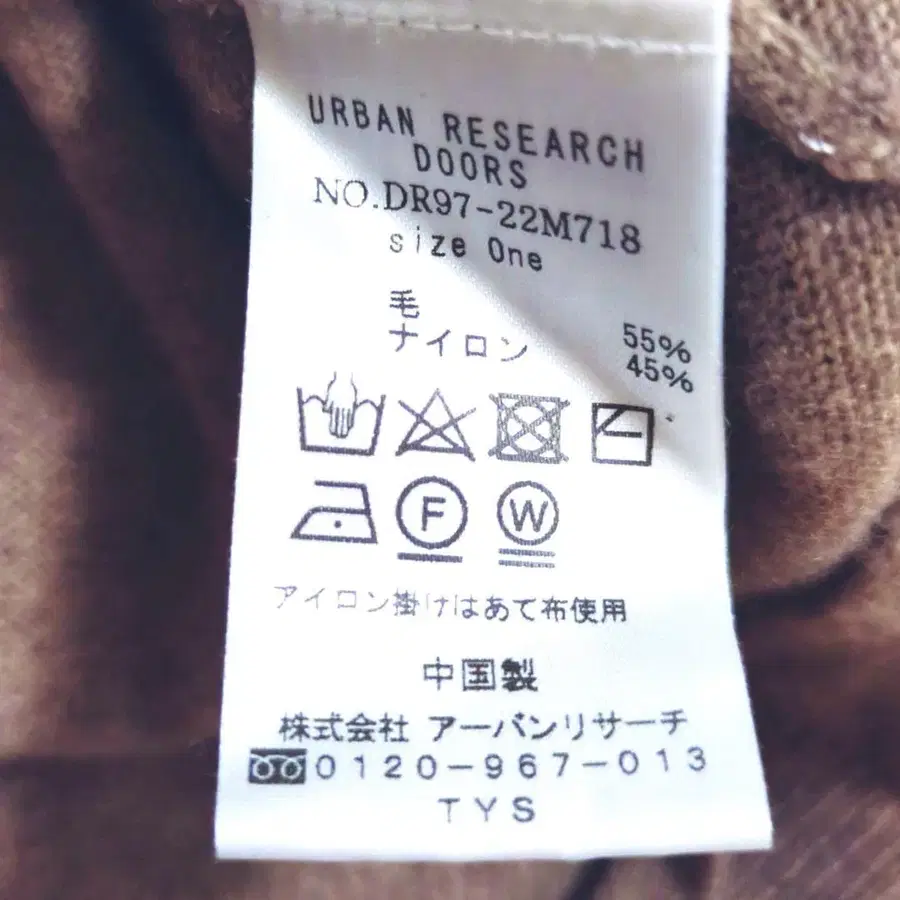 URBAN RESEARCH
DOORS
NO.DR97-22M718
size One
毛 55%
ナイロン 45%
F W
アイロン掛けはあて布使用
中国製
株式会社 アーバンリサーチ
0120-967-013
TYS